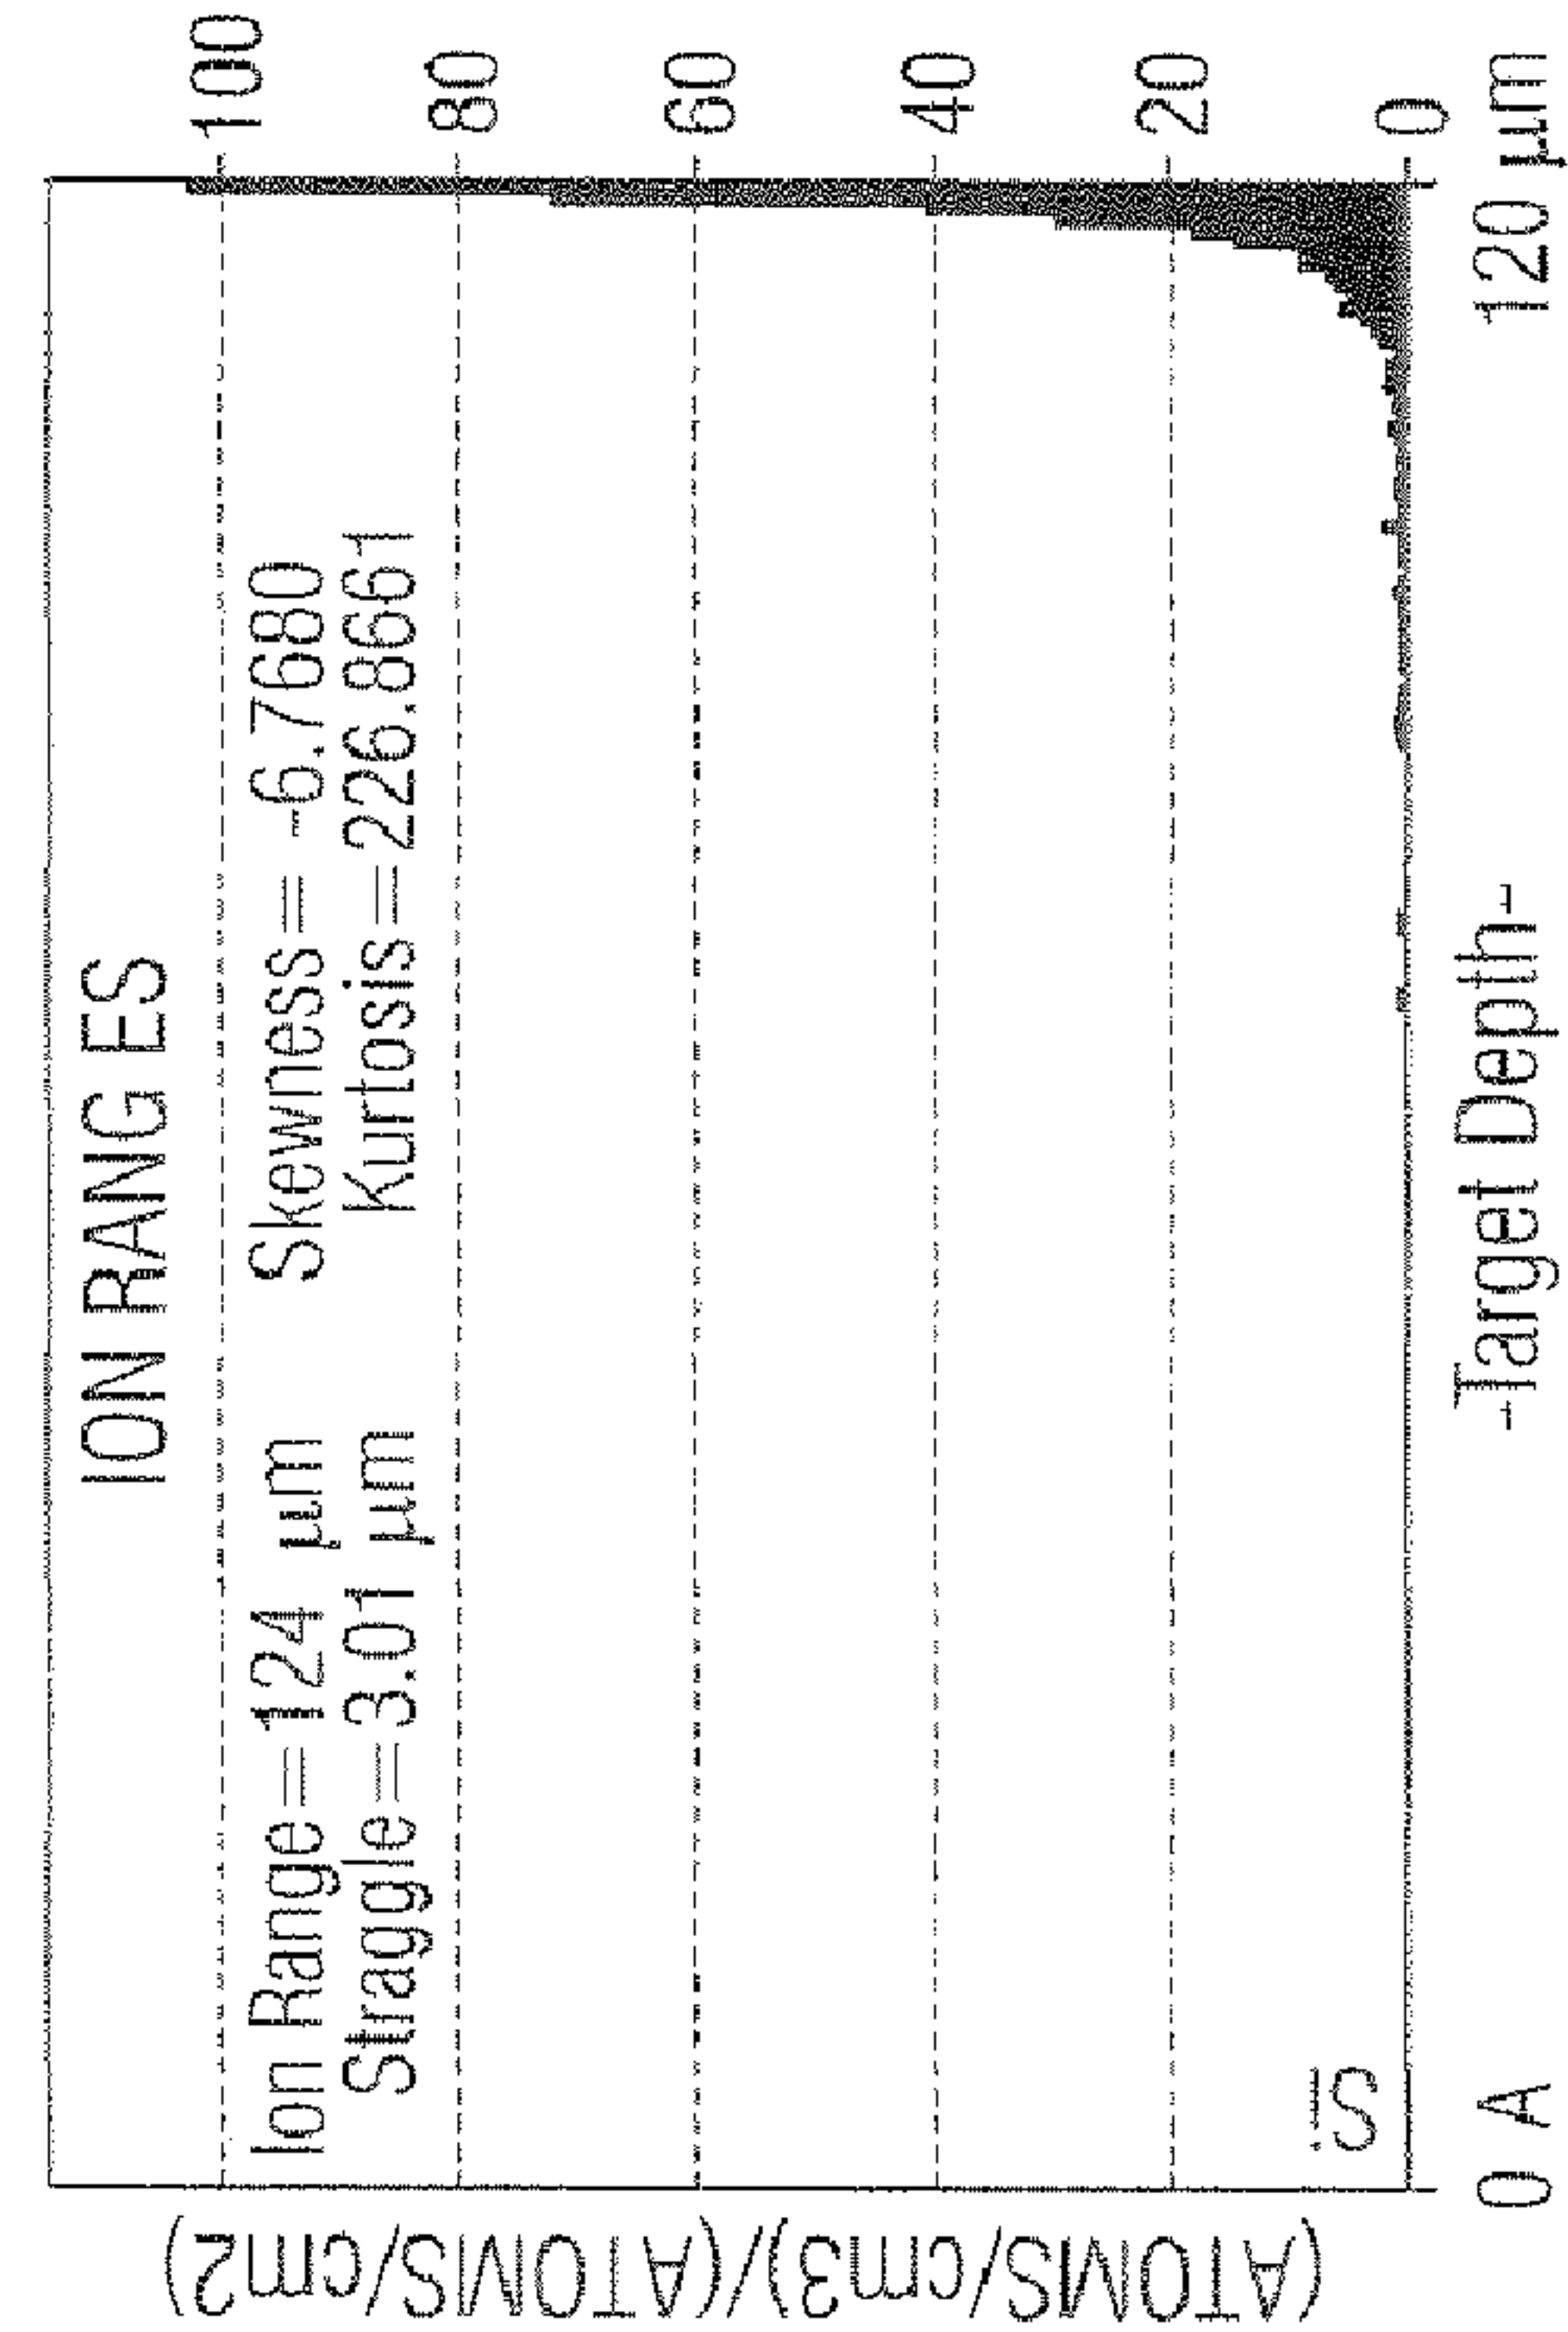 ION RANG ES
Ion Range=124 µm Skewness= -6.7680
Straggle=3.01 µm Kurtosis=226.8661
(ATOMS/cm3)/(ATOMS/cm2)
100
80
60
40
20
0
Si
0 A -Target Depth- 120 µm